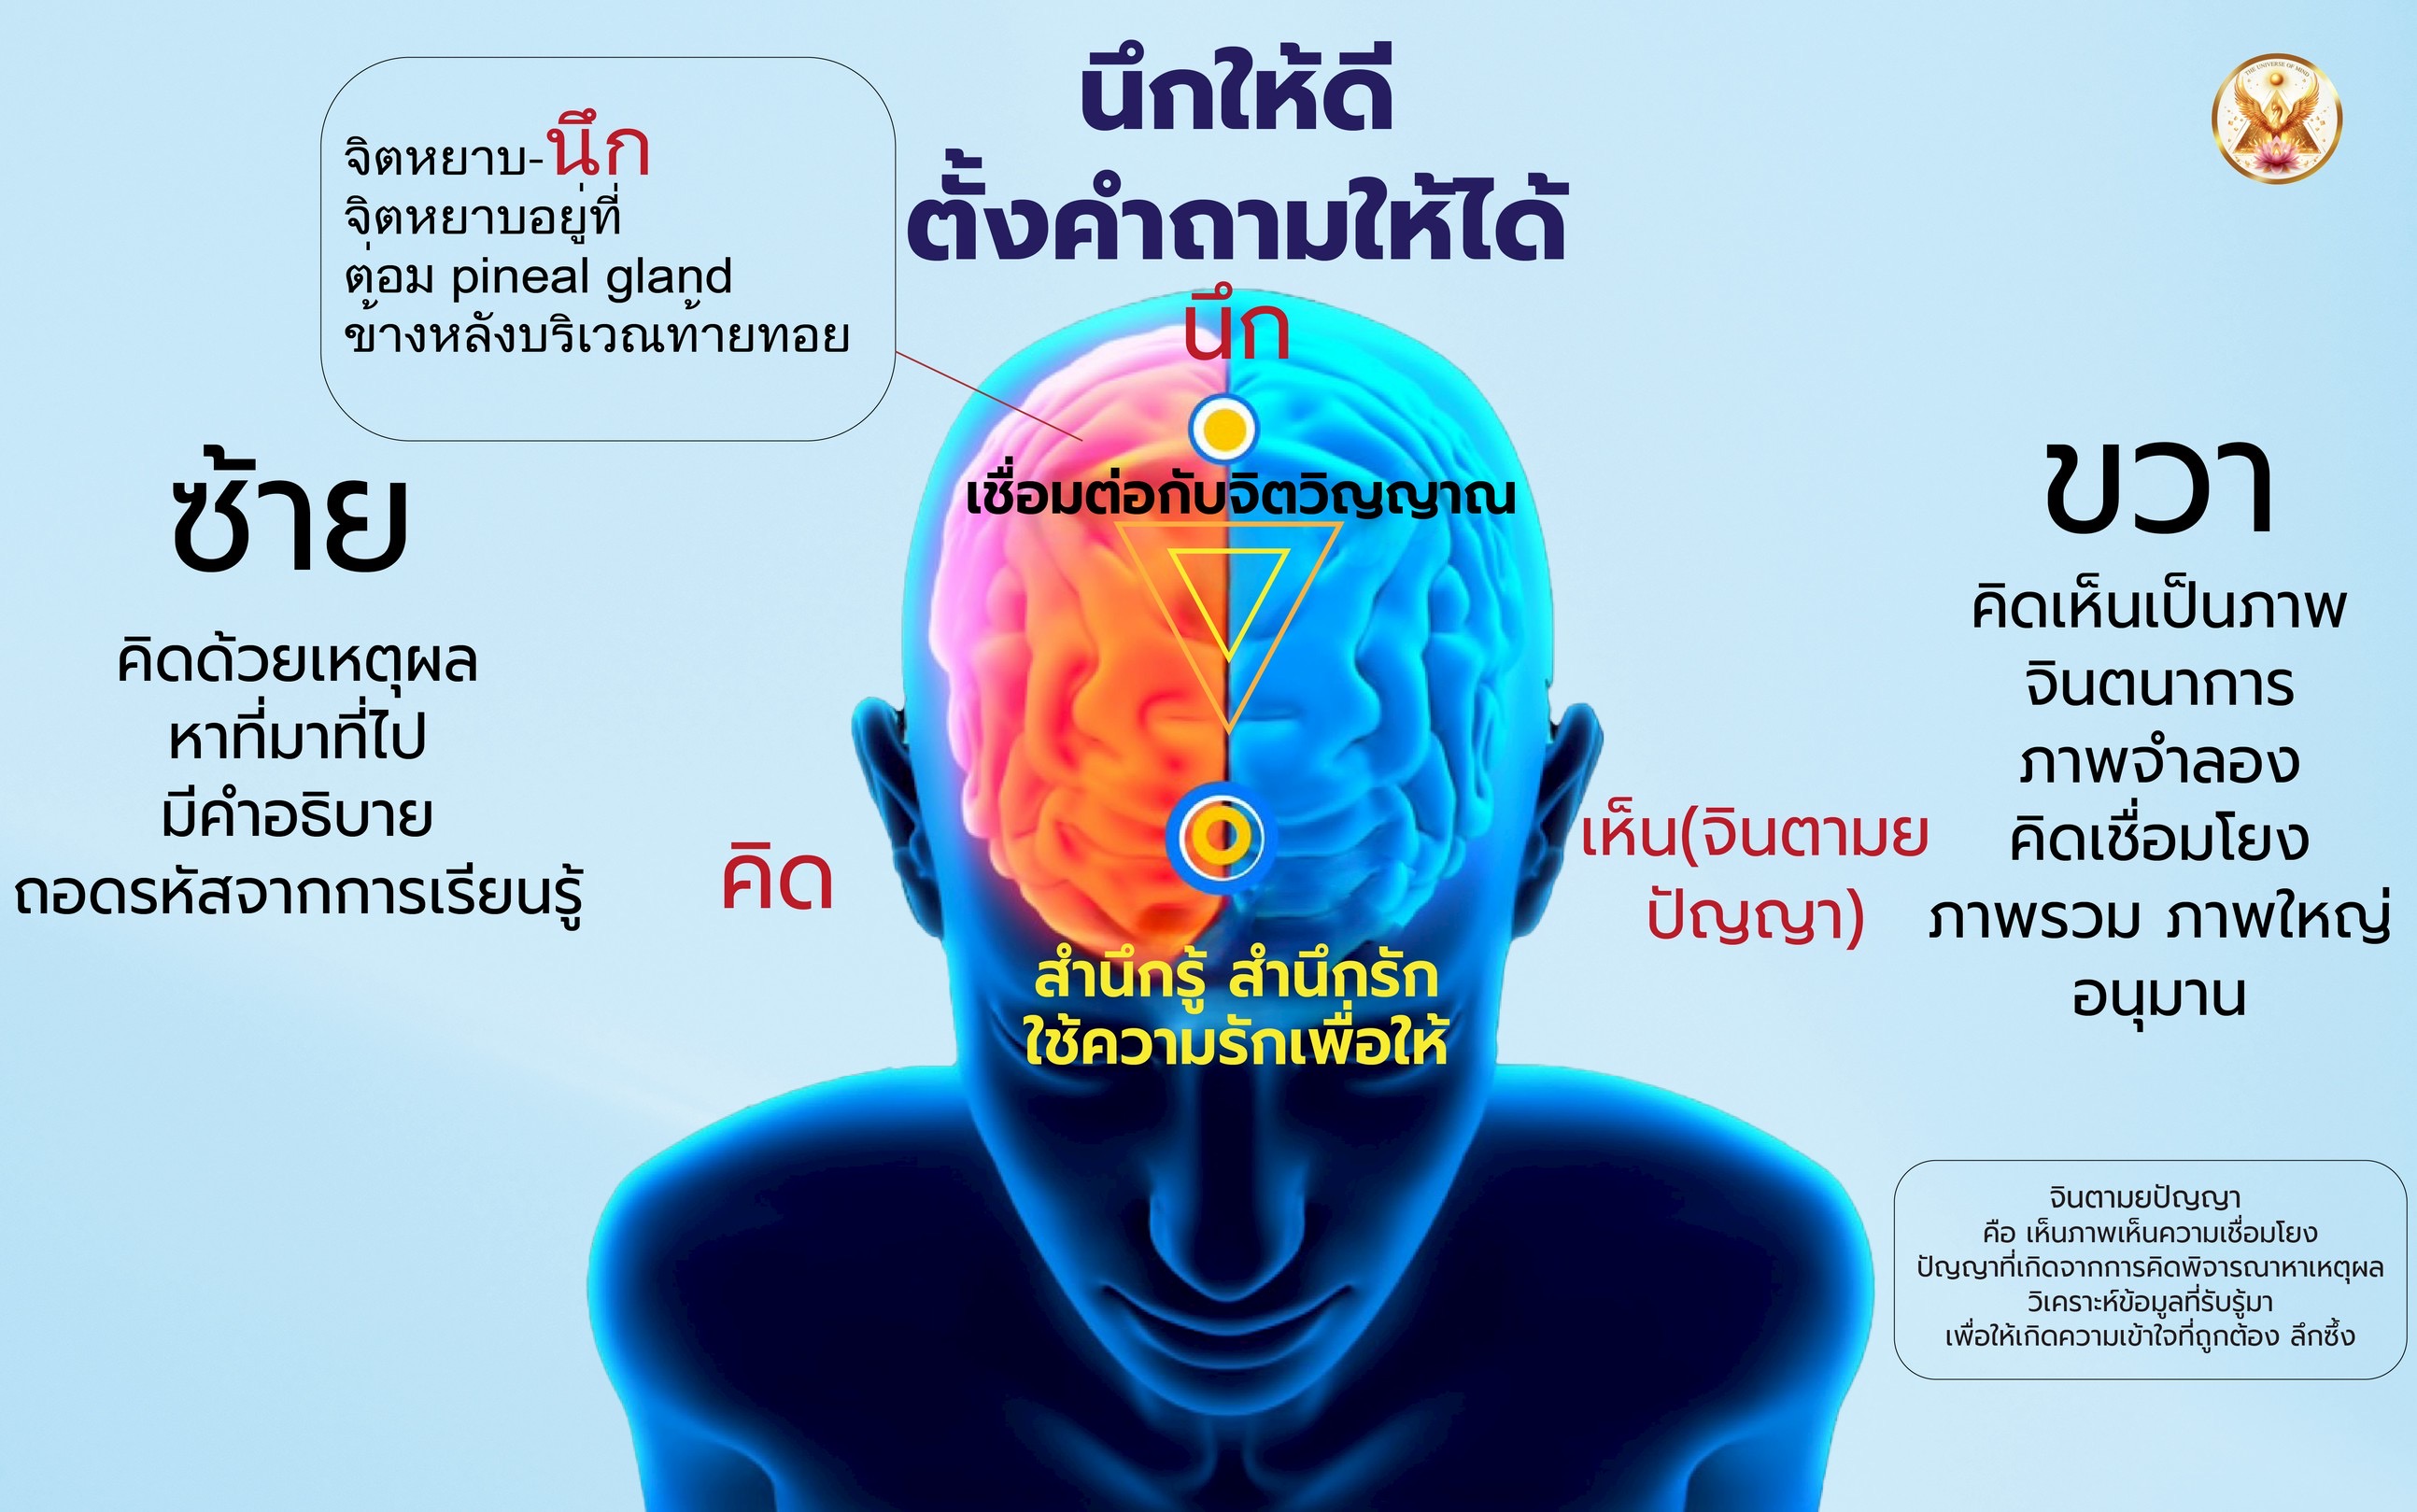 นึกให้ดี
ตั้งคำถามให้ได้
THE UNIVERSE OF MIND
จิตหยาบ-นึก
จิตหยาบอยู่ที่
ต่อม pineal gland
ข้างหลังบริเวณท้ายทอย
นึก
เชื่อมต่อกับจิตวิญญาณ
ซ้าย
คิดด้วยเหตุผล
หาที่มาที่ไป
มีคำอธิบาย
ถอดรหัสจากการเรียนรู้
คิด
สำนึกรู้ สำนึกรัก
ใช้ความรักเพื่อให้
เห็น(จินตามย
ปัญญา)
ขวา
คิดเห็นเป็นภาพ
จินตนาการ
ภาพจำลอง
คิดเชื่อมโยง
ภาพรวม ภาพใหญ่
อนุมาน
จินตามยปัญญา
คือ เห็นภาพเห็นความเชื่อมโยง
ปัญญาที่เกิดจากการคิดพิจารณาหาเหตุผล
วิเคราะห์ข้อมูลที่รับรู้มา
เพื่อให้เกิดความเข้าใจที่ถูกต้อง ลึกซึ้ง